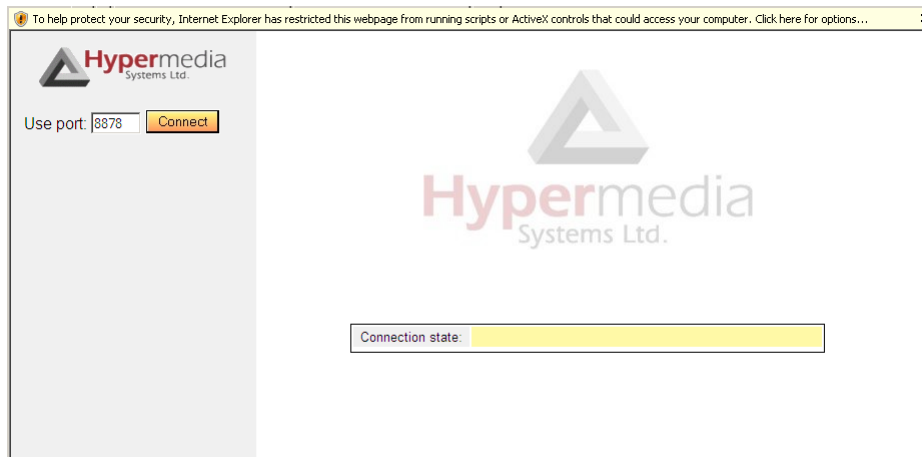 To help protect your security, Internet Explorer has restricted this webpage from running scripts or ActiveX controls that could access your computer. Click here for options...
Hypermedia
Systems Ltd.
Use port: 8878 Connect
Hypermedia
Systems Ltd.
Connection state: